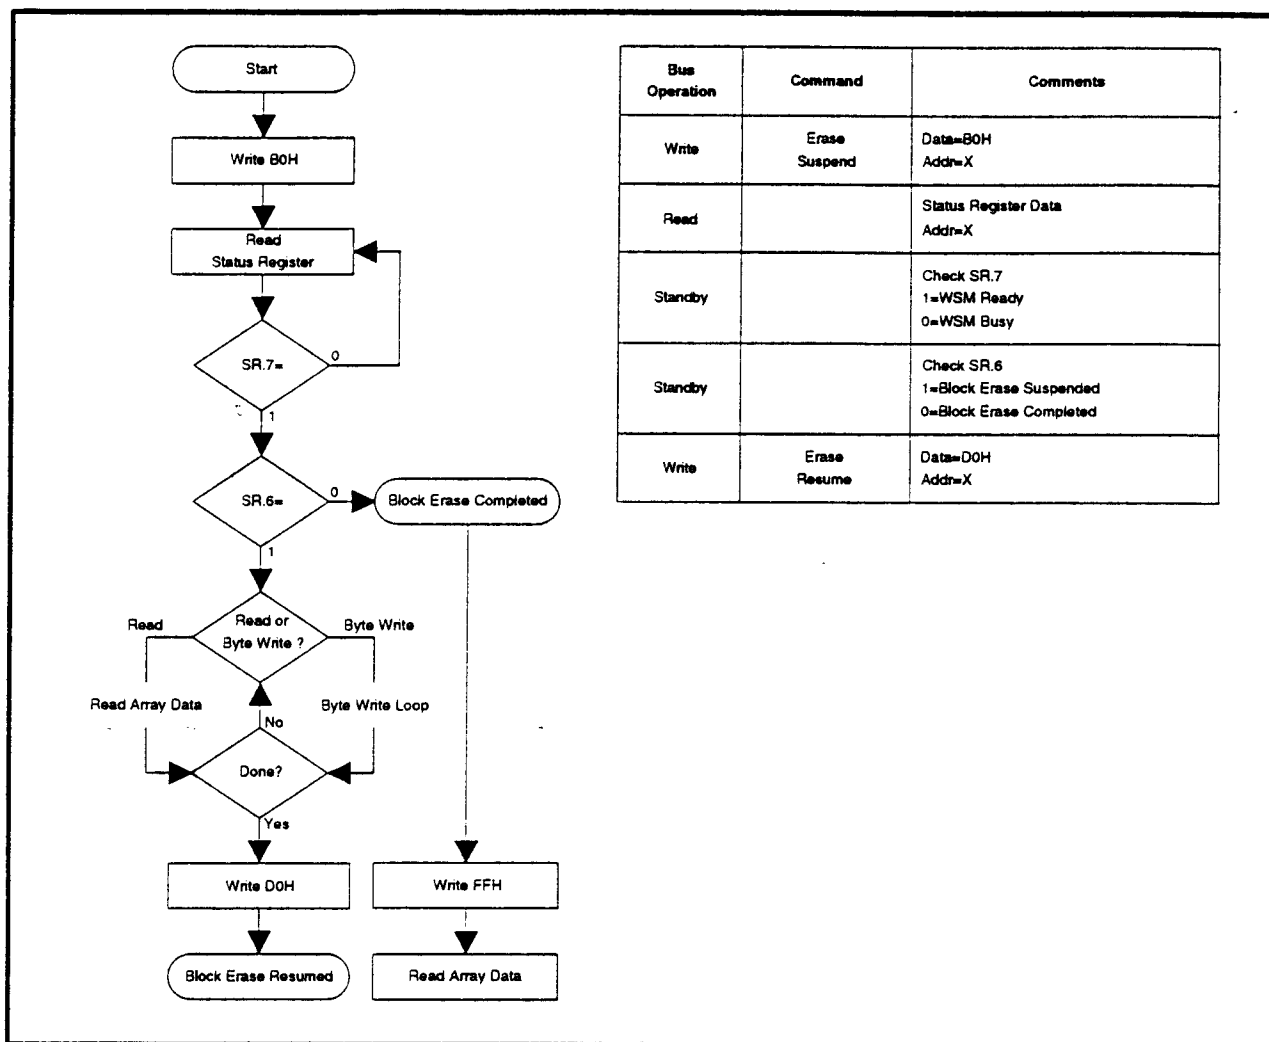 Start
Write B0H
Read
Status Register
SR.7=
0
1
SR.6=
0
Block Erase Completed
1
Read or
Byte Write ?
Read
Byte Write
Read Array Data
Byte Write Loop
No
Done?
Yes
Write D0H
Write FFH
Block Erase Resumed
Read Array Data
Bus
Operation
Command
Comments
Write
Erase
Suspend
Data=B0H
Addr=X
Read
Status Register Data
Addr=X
Standby
Check SR.7
1=WSM Ready
0=WSM Busy
Standby
Check SR.6
1=Block Erase Suspended
0=Block Erase Completed
Write
Erase
Resume
Data=D0H
Addr=X